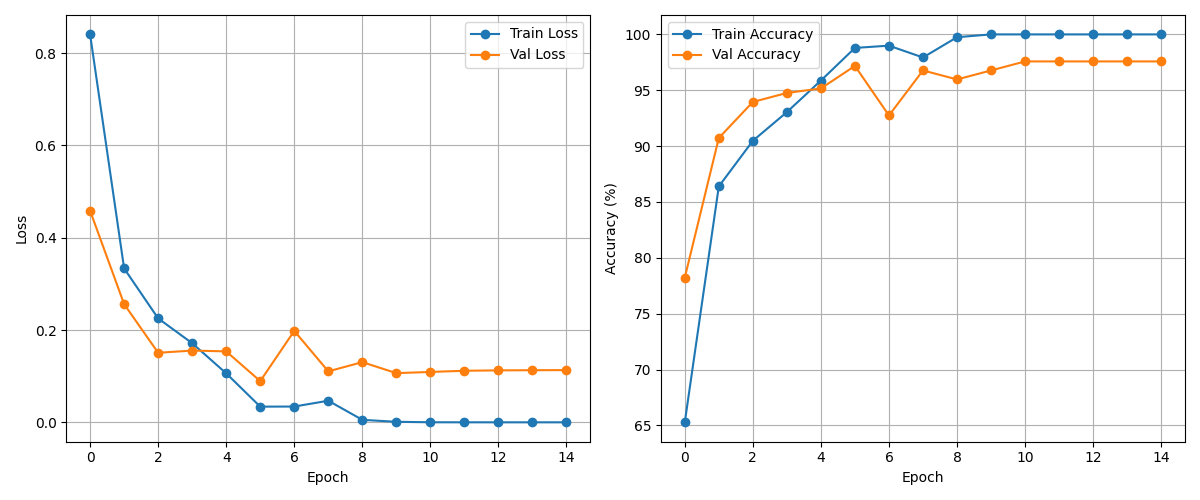 0.8
0.6
0.4
0.2
0.0
Loss
0 2 4 6 8 10 12 14
Epoch
Train Loss
Val Loss
100
95
90
85
80
75
70
65
Accuracy (%)
0 2 4 6 8 10 12 14
Epoch
Train Accuracy
Val Accuracy